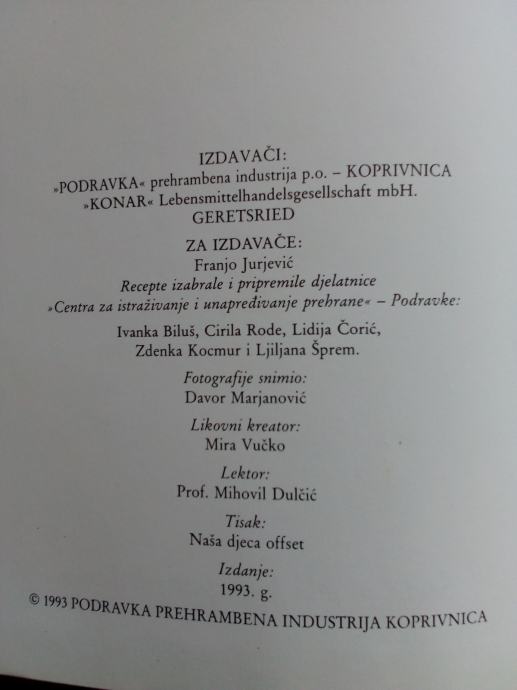 IZDAVAČI:
»PODRAVKA« prehrambena industrija p.o. – KOPRIVNICA
»KONAR« Lebensmittelhandelsgesellschaft mbH.
GERETSRIED
ZA IZDAVAČE:
Franjo Jurjević
Recepte izabrale i pripremile djelatnice
»Centra za istraživanje i unapređivanje prehrane« – Podravke:
Ivanka Biluš, Cirila Rode, Lidija Čorić,
Zdenka Kocmur i Ljiljana Šprem.
Fotografije snimio:
Davor Marjanović
Likovni kreator:
Mira Vučko
Lektor:
Prof. Mihovil Dulčić
Tisak:
Naša djeca offset
Izdanje:
1993. g.
© 1993 PODRAVKA PREHRAMBENA INDUSTRIJA KOPRIVNICA